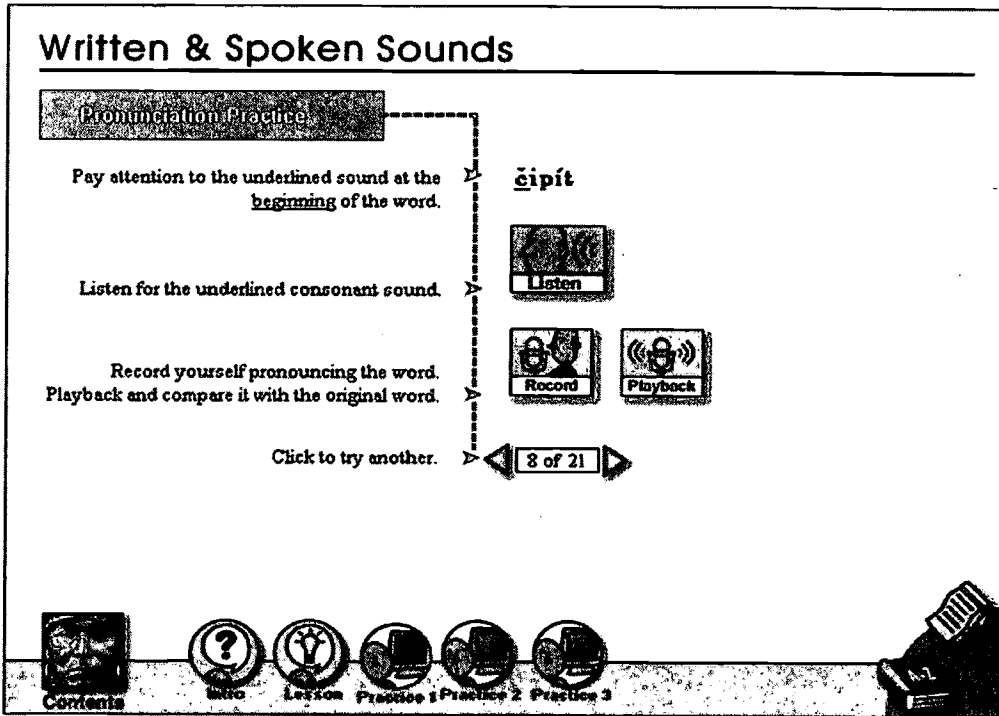 Written & Spoken Sounds
Pronunciation Practice
Pay attention to the underlined sound at the
beginning of the word.
čipít
Listen
Listen for the underlined consonant sound.
Record yourself pronouncing the word.
Playback and compare it with the original word.
Record
Playback
Click to try another.
8 of 21
Contents
Intro
Lesson
Practice 1
Practice 2
Practice 3